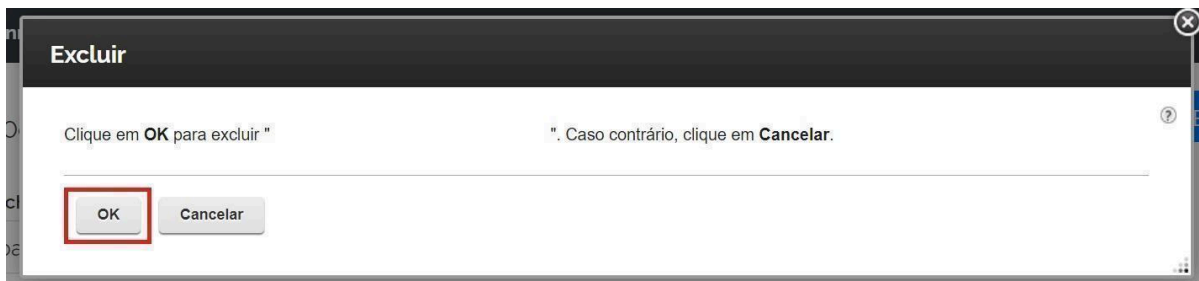 Excluir
Clique em OK para excluir " ". Caso contrário, clique em Cancelar.
OK
Cancelar